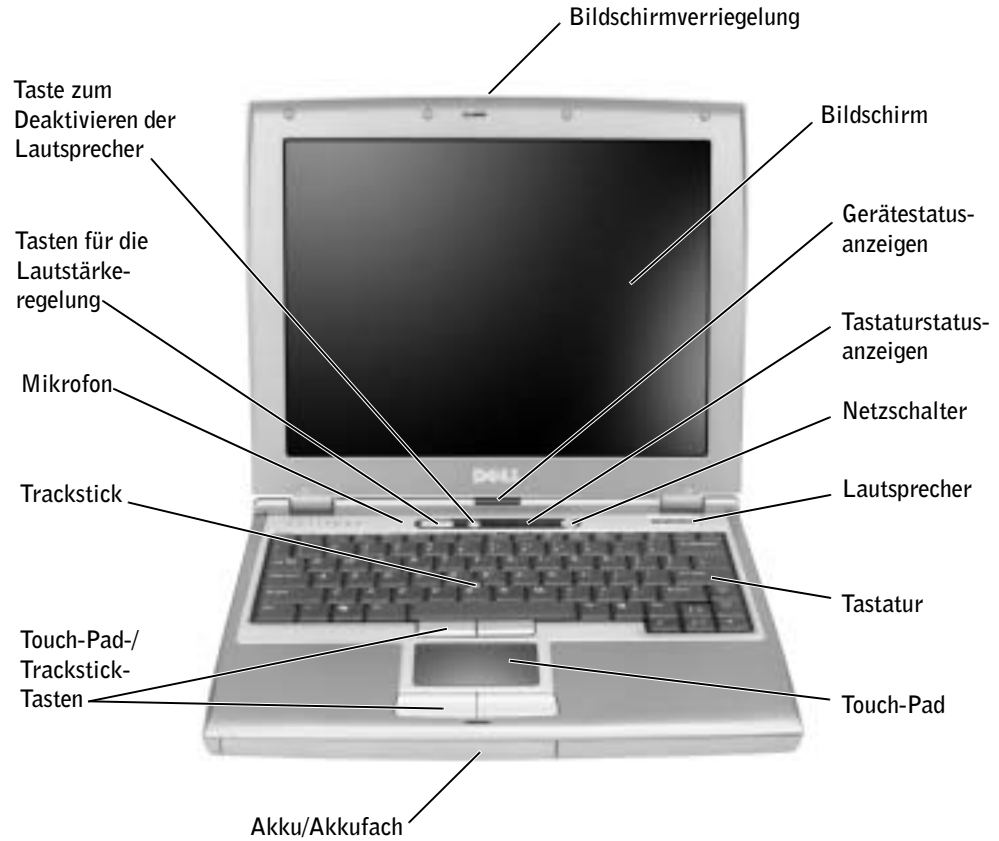 Bildschirmverriegelung
Taste zum
Deaktivieren der
Lautsprecher
Bildschirm
Gerätestatus-
anzeigen
Tasten für die
Lautstärke-
regelung
Tastaturstatus-
anzeigen
Mikrofon
Netzschalter
DELL
Trackstick
Lautsprecher
Tastatur
Touch-Pad-/
Trackstick-
Tasten
Touch-Pad
Akku/Akkufach